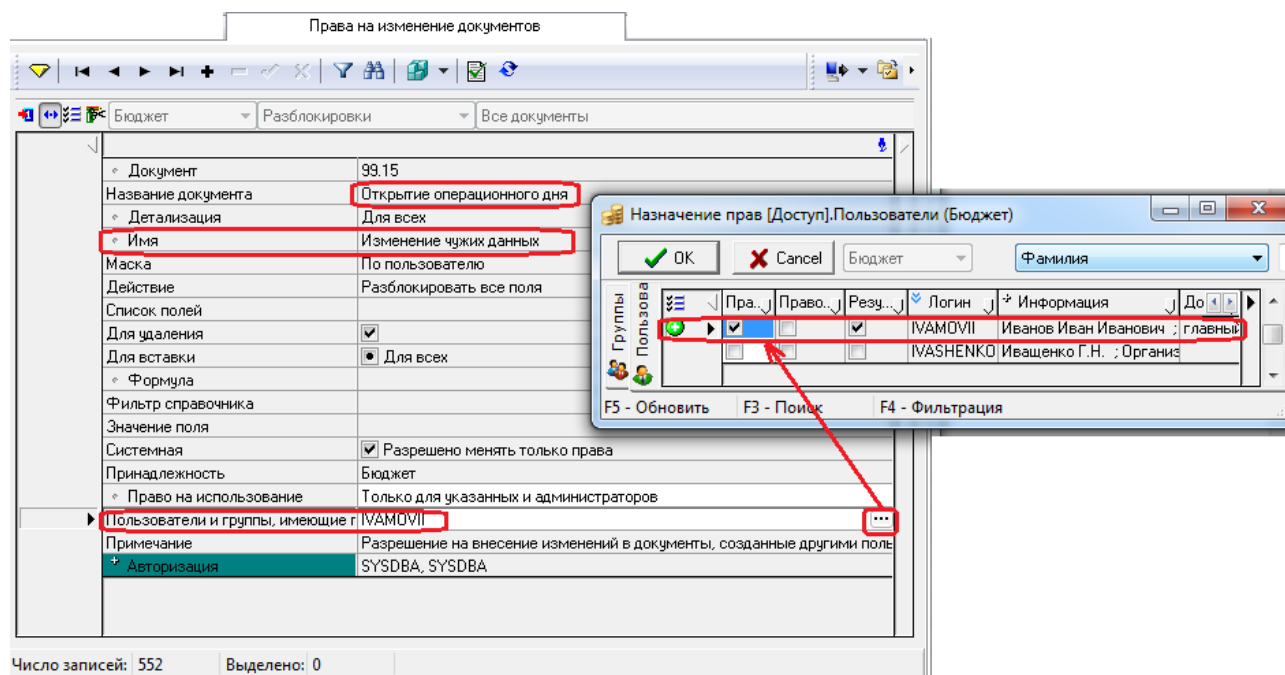 Права на изменение документов
Бюджет Разблокировки Все документы
Документ 99.15
Название документа Открытие операционного дня
Детализация Для всех
Имя Изменение чужих данных
Маска По пользователю
Действие Разблокировать все поля
Список полей
Для удаления
Для вставки Для всех
Формула
Фильтр справочника
Значение поля
Системная Разрешено менять только права
Принадлежность Бюджет
Право на использование Только для указанных и администраторов
Пользователи и группы, имеющие г IVAMOVII ...
Примечание Разрешение на внесение изменений в документы, созданные другими поль
Авторизация SYSDBA, SYSDBA
Число записей: 552 Выделено: 0
Назначение прав [Доступ].Пользователи (Бюджет)
OK Cancel Бюджет Фамилия
Группы
Пользова
Пра... Право... Резу... Логин Информация До
IVAMOVII Иванов Иван Иванович ; главный
IVASHENKO Иващенко Г.Н. ; Организ
F5 - Обновить F3 - Поиск F4 - Фильтрация